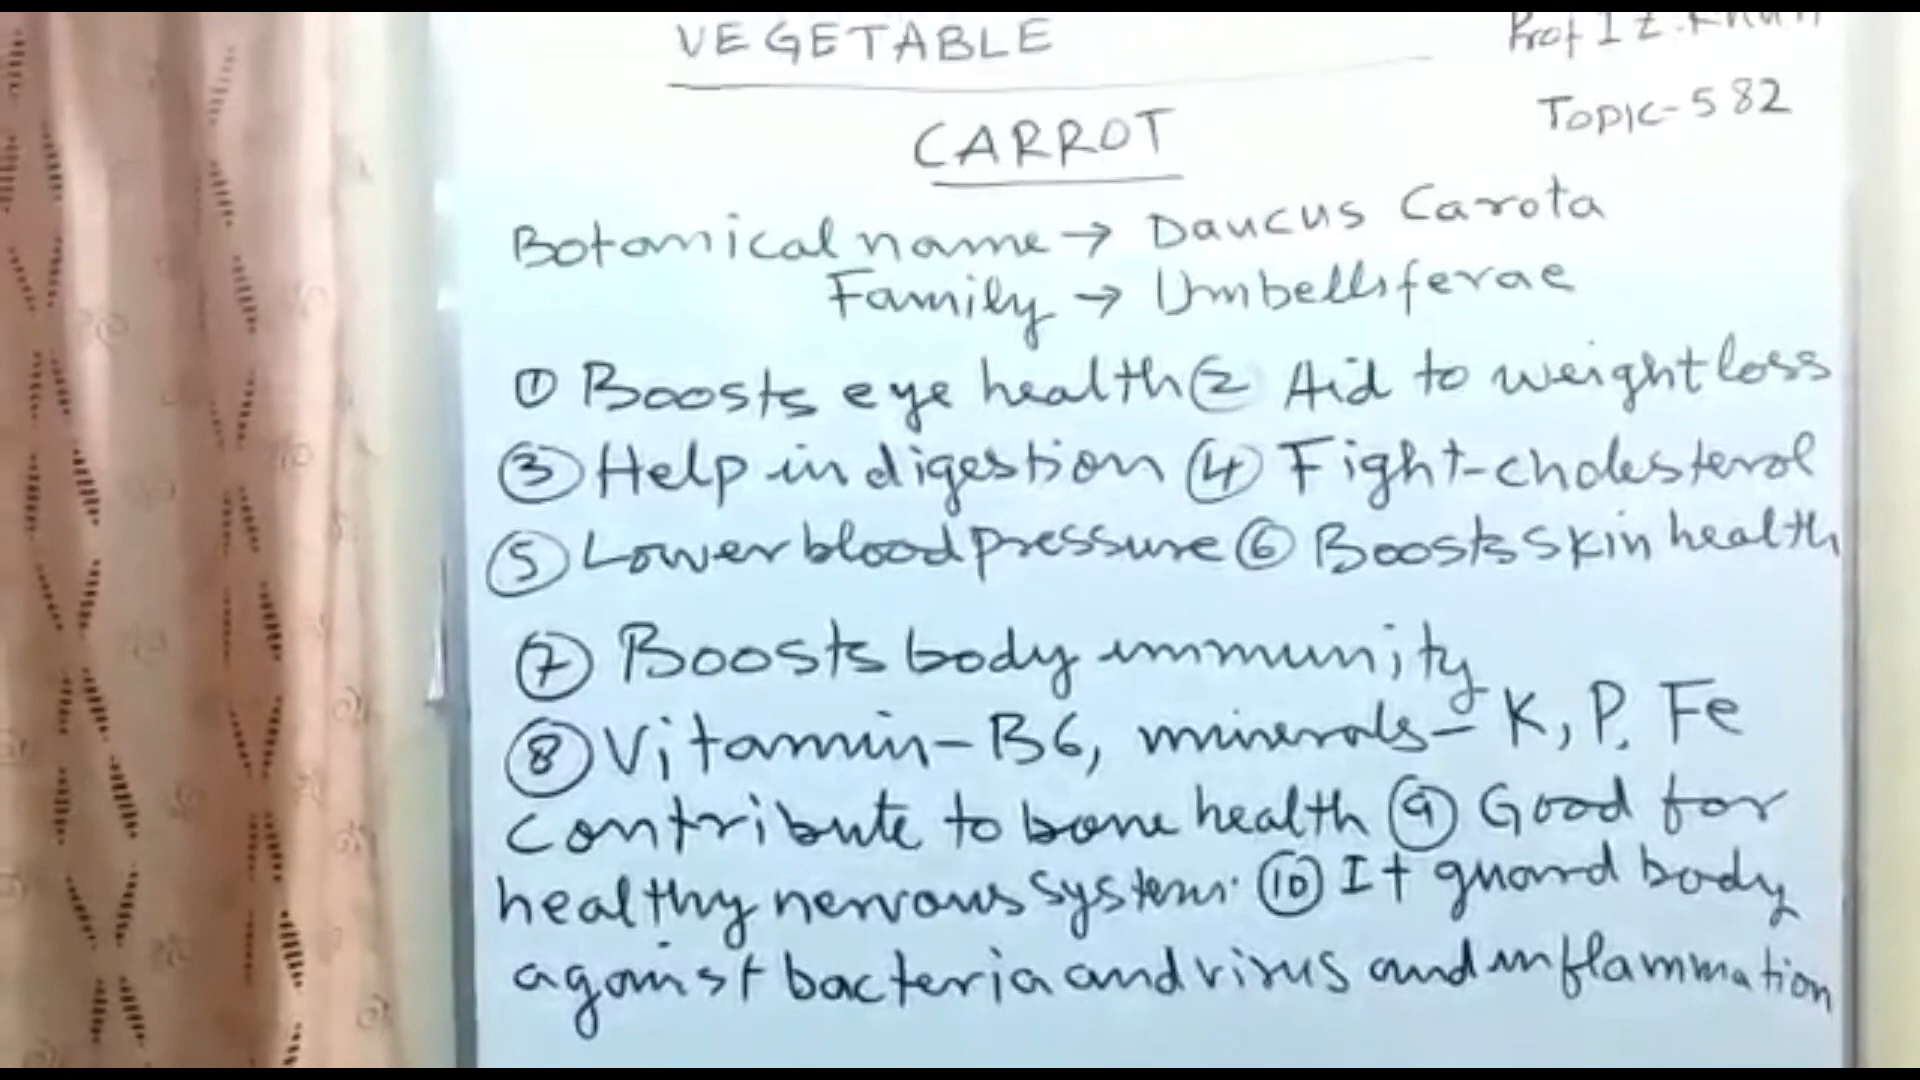 VEGETABLE
Prof I Z. Khan
TOPIC-582
CARROT
Botanical name → Daucus Carota
Family → Umbelliferae
① Boosts eye health ② Aid to weight loss
③ Help in digestion ④ Fight-cholesterol
⑤ Lower blood pressure ⑥ Boosts skin health
⑦ Boosts body immunity
⑧ Vitamin-B6, minerals- K, P, Fe
contribute to bone health ⑨ Good for
healthy nervous system. ⑩ It guard body
against bacteria and virus and inflammation